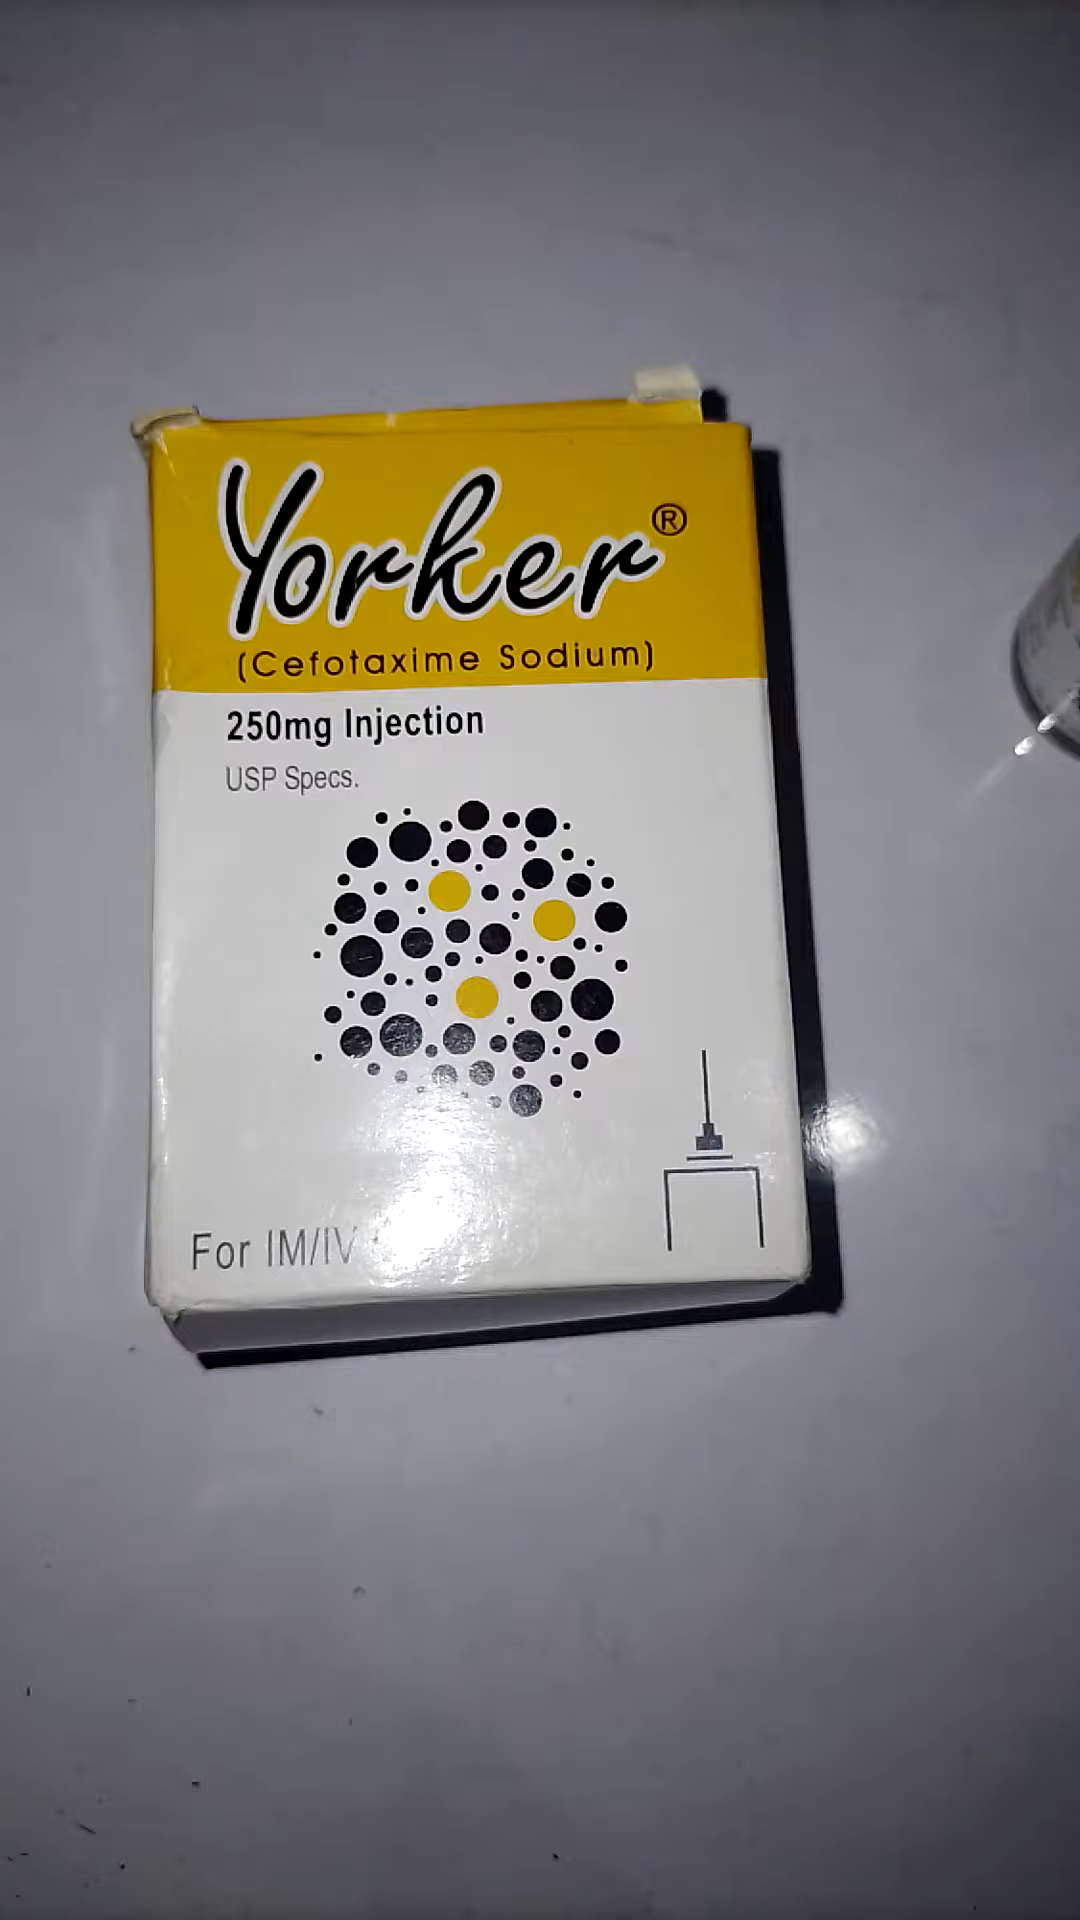 Yorker®
(Cefotaxime Sodium)
250mg Injection
USP Specs.
For IM/IV